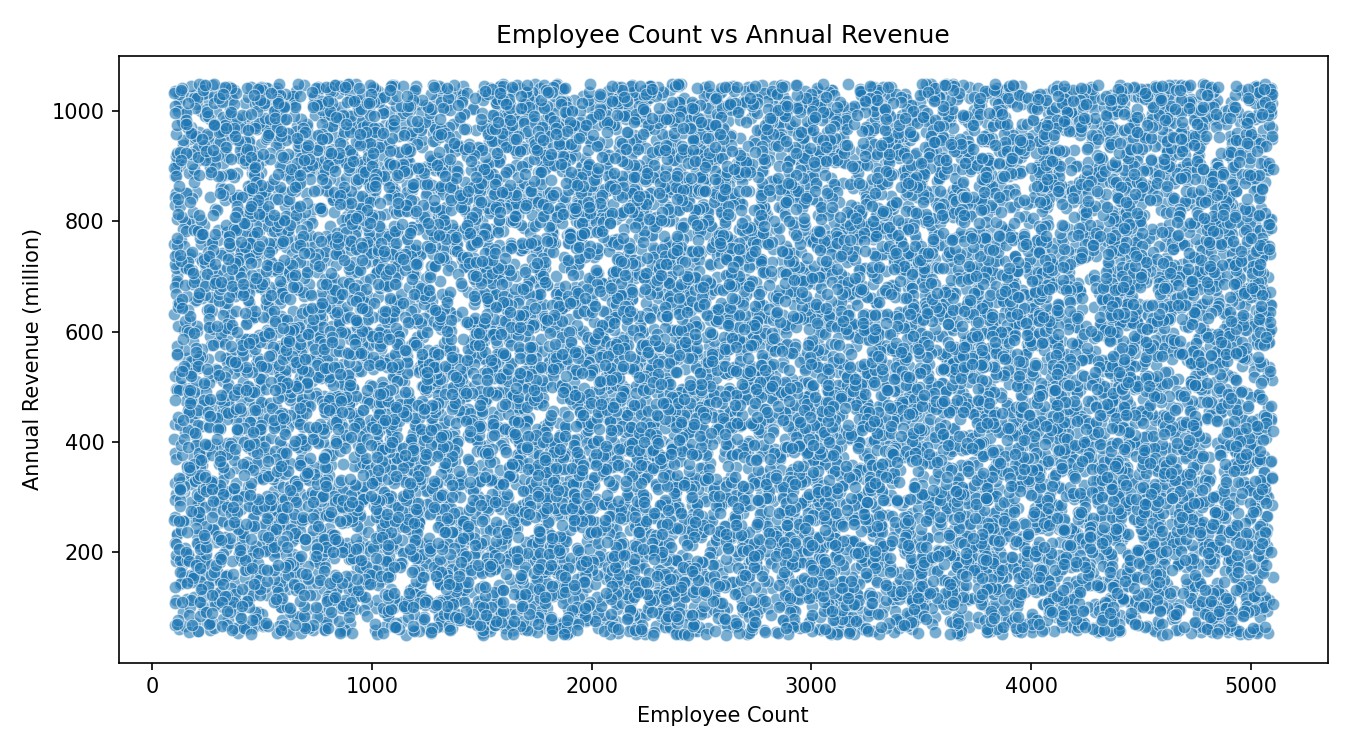 Employee Count vs Annual Revenue
Annual Revenue (million)
1000
800
600
400
200
0 1000 2000 3000 4000 5000
Employee Count